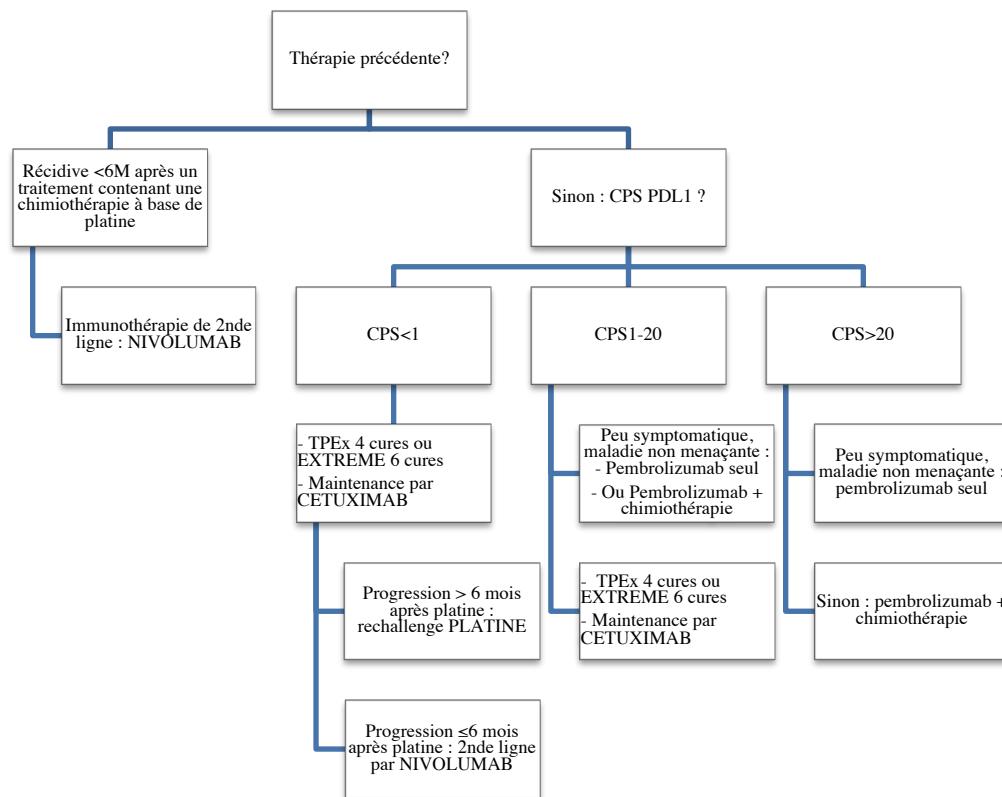 Thérapie précédente?
Récidive <6M après un
traitement contenant une
chimiothérapie à base de
platine
Sinon : CPS PDL1 ?
Immunothérapie de 2nde
ligne : NIVOLUMAB
CPS<1
CPS1-20
CPS>20
- TPEx 4 cures ou
EXTREME 6 cures
- Maintenance par
CETUXIMAB
Peu symptomatique,
maladie non menaçante :
- Pembrolizumab seul
- Ou Pembrolizumab +
chimiothérapie
Peu symptomatique,
maladie non menaçante :
pembrolizumab seul
Progression > 6 mois
après platine :
rechallenge PLATINE
- TPEx 4 cures ou
EXTREME 6 cures
- Maintenance par
CETUXIMAB
Sinon : pembrolizumab +
chimiothérapie
Progression ≤6 mois
après platine : 2nde ligne
par NIVOLUMAB